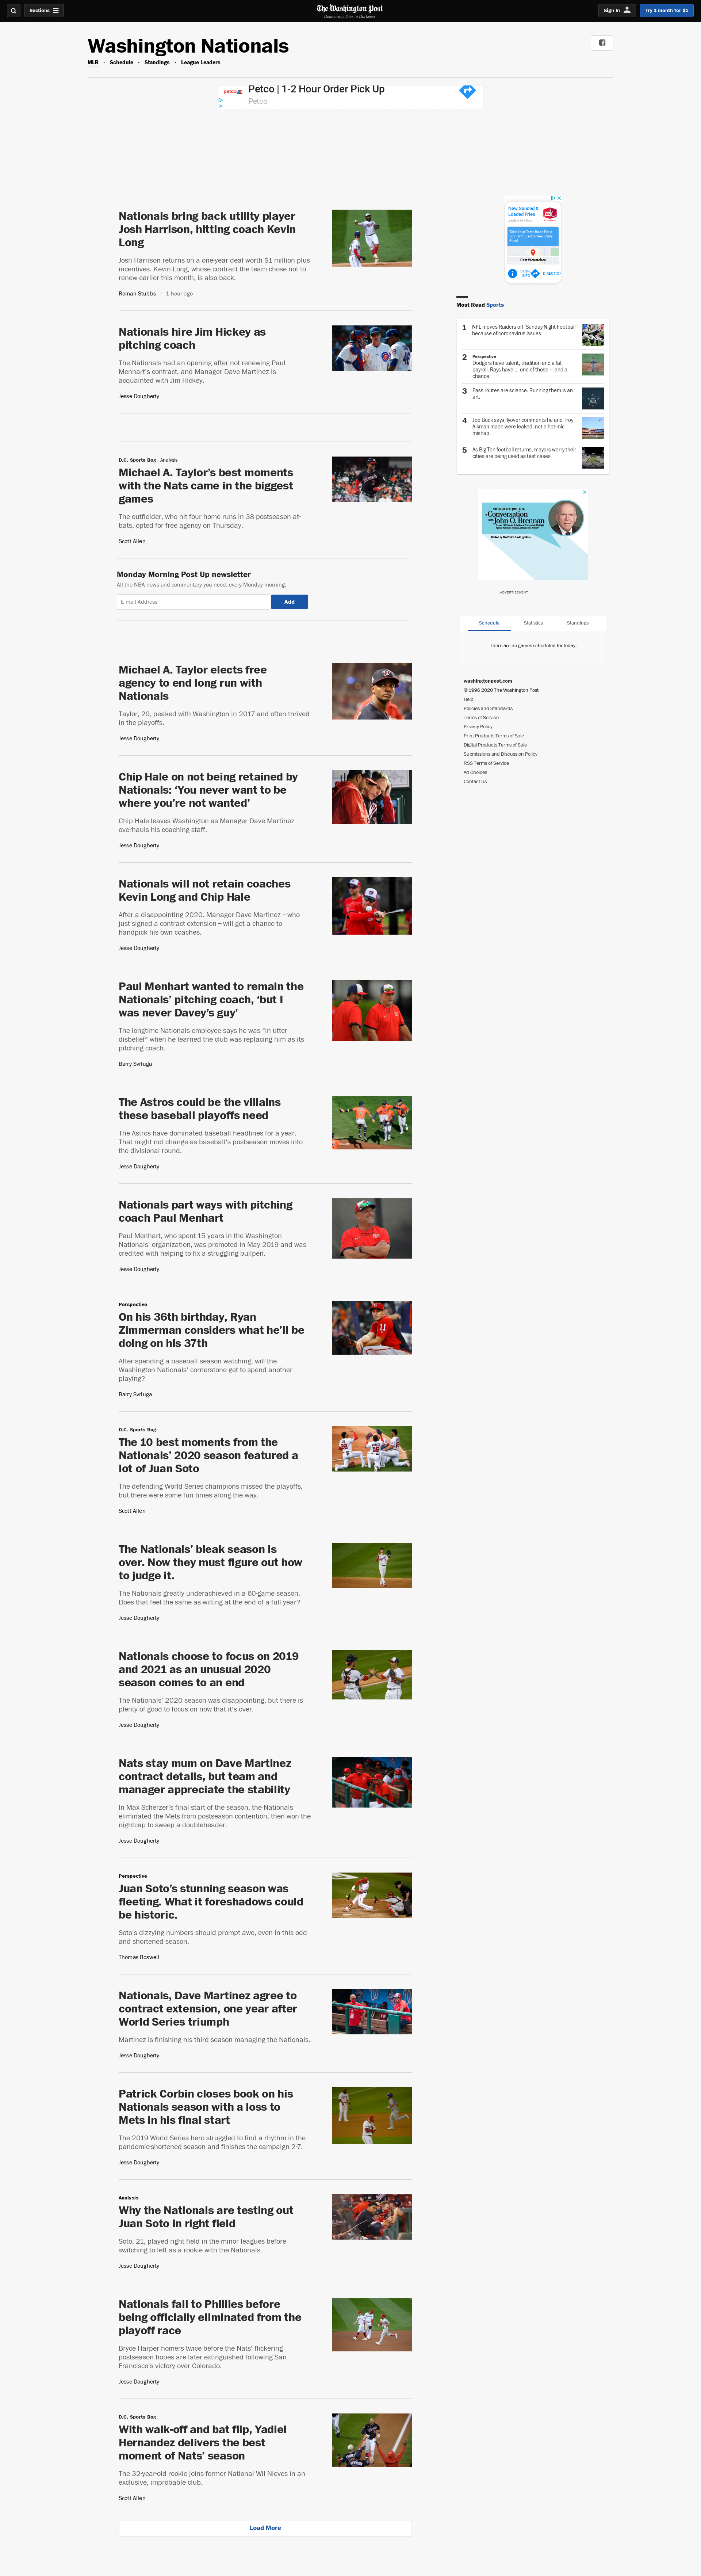 Sections
The Washington Post
Democracy Dies in Darkness
Sign In
Try 1 month for $1
Washington Nationals
MLB • Schedule • Standings • League Leaders
petco
Petco | 1-2 Hour Order Pick Up
Petco
Nationals bring back utility player
Josh Harrison, hitting coach Kevin
Long
Josh Harrison returns on a one-year deal worth $1 million plus
incentives. Kevin Long, whose contract the team chose not to
renew earlier this month, is also back.
Roman Stubbs • 1 hour ago
Nationals hire Jim Hickey as
pitching coach
The Nationals had an opening after not renewing Paul
Menhart's contract, and Manager Dave Martinez is
acquainted with Jim Hickey.
Jesse Dougherty
D.C. Sports Bog Analysis
Michael A. Taylor’s best moments
with the Nats came in the biggest
games
The outfielder, who hit four home runs in 38 postseason at-
bats, opted for free agency on Thursday.
Scott Allen
Monday Morning Post Up newsletter
All the NBA news and commentary you need, every Monday morning.
E-mail Address
Add
Michael A. Taylor elects free
agency to end long run with
Nationals
Taylor, 29, peaked with Washington in 2017 and often thrived
in the playoffs.
Jesse Dougherty
Chip Hale on not being retained by
Nationals: ‘You never want to be
where you’re not wanted’
Chip Hale leaves Washington as Manager Dave Martinez
overhauls his coaching staff.
Jesse Dougherty
Nationals will not retain coaches
Kevin Long and Chip Hale
After a disappointing 2020, Manager Dave Martinez – who
just signed a contract extension – will get a chance to
handpick his own coaches.
Jesse Dougherty
Paul Menhart wanted to remain the
Nationals’ pitching coach, ‘but I
was never Davey’s guy’
The longtime Nationals employee says he was “in utter
disbelief” when he learned the club was replacing him as its
pitching coach.
Barry Svrluga
The Astros could be the villains
these baseball playoffs need
The Astros have dominated baseball headlines for a year.
That might not change as baseball's postseason moves into
the divisional round.
Jesse Dougherty
Nationals part ways with pitching
coach Paul Menhart
Paul Menhart, who spent 15 years in the Washington
Nationals' organization, was promoted in May 2019 and was
credited with helping to fix a struggling bullpen.
Jesse Dougherty
Perspective
On his 36th birthday, Ryan
Zimmerman considers what he’ll be
doing on his 37th
After spending a baseball season watching, will the
Washington Nationals’ cornerstone get to spend another
playing?
Barry Svrluga
D.C. Sports Bog
The 10 best moments from the
Nationals’ 2020 season featured a
lot of Juan Soto
The defending World Series champions missed the playoffs,
but there were some fun times along the way.
Scott Allen
The Nationals’ bleak season is
over. Now they must figure out how
to judge it.
The Nationals greatly underachieved in a 60-game season.
Does that feel the same as wilting at the end of a full year?
Jesse Dougherty
Nationals choose to focus on 2019
and 2021 as an unusual 2020
season comes to an end
The Nationals' 2020 season was disappointing, but there is
plenty of good to focus on now that it's over.
Jesse Dougherty
Nats stay mum on Dave Martinez
contract details, but team and
manager appreciate the stability
In Max Scherzer's final start of the season, the Nationals
eliminated the Mets from postseason contention, then won the
nightcap to sweep a doubleheader.
Jesse Dougherty
Perspective
Juan Soto’s stunning season was
fleeting. What it foreshadows could
be historic.
Soto's dizzying numbers should prompt awe, even in this odd
and shortened season.
Thomas Boswell
Nationals, Dave Martinez agree to
contract extension, one year after
World Series triumph
Martinez is finishing his third season managing the Nationals.
Jesse Dougherty
Patrick Corbin closes book on his
Nationals season with a loss to
Mets in his final start
The 2019 World Series hero struggled to find a rhythm in the
pandemic-shortened season and finishes the campaign 2-7.
Jesse Dougherty
Analysis
Why the Nationals are testing out
Juan Soto in right field
Soto, 21, played right field in the minor leagues before
switching to left as a rookie with the Nationals.
Jesse Dougherty
Nationals fall to Phillies before
being officially eliminated from the
playoff race
Bryce Harper homers twice before the Nats' flickering
postseason hopes are later extinguished following San
Francisco's victory over Colorado.
Jesse Dougherty
D.C. Sports Bog
With walk-off and bat flip, Yadiel
Hernandez delivers the best
moment of Nats’ season
The 32-year-old rookie joins former National Wil Nieves in an
exclusive, improbable club.
Scott Allen
Load More
New Sauced &
Loaded Fries
East Wenatchee
STORE INFO
DIRECTIONS
Most Read Sports
1 NFL moves Raiders off ‘Sunday Night Football’
because of coronavirus issues
2 Perspective
Dodgers have talent, tradition and a fat
payroll. Rays have ... one of those — and a
chance.
3 Pass routes are science. Running them is an
art.
4 Joe Buck says flyover comments he and Troy
Aikman made were leaked, not a hot-mic
mishap
5 As Big Ten football returns, mayors worry their
cities are being used as test cases
Conversation
with John O. Brennan
ADVERTISEMENT
Schedule Statistics Standings
There are no games scheduled for today.
washingtonpost.com
© 1996-2020 The Washington Post
Help
Policies and Standards
Terms of Service
Privacy Policy
Print Products Terms of Sale
Digital Products Terms of Sale
Submissions and Discussion Policy
RSS Terms of Service
Ad Choices
Contact Us